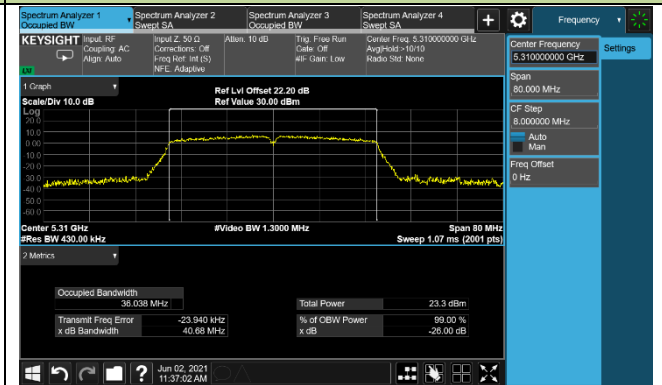 Spectrum Analyzer 1
Occupied BW
Spectrum Analyzer 2
Swept SA
Spectrum Analyzer 3
Occupied BW
Spectrum Analyzer 4
Swept SA
Frequency
KEYSIGHT
Input: RF
Coupling: AC
Align: Auto
Input Z: 50 Ω
Corrections: Off
Freq Ref: Int (S)
NFE: Adaptive
Atten: 10 dB
Trig: Free Run
Gate: Off
#IF Gain: Low
Center Freq: 5.310000000 GHz
Avg|Hold:>10/10
Radio Std: None
Center Frequency
5.310000000 GHz
Settings
Span
80.000 MHz
CF Step
8.000000 MHz
Auto
Man
Freq Offset
0 Hz
1 Graph
Scale/Div 10.0 dB
Ref Lvl Offset 22.20 dB
Ref Value 30.00 dBm
Log
20.0
10.0
0.00
-10.0
-20.0
-30.0
-40.0
-50.0
-60.0
Center 5.31 GHz
#Video BW 1.3000 MHz
Span 80 MHz
#Res BW 430.00 kHz
Sweep 1.07 ms (2001 pts)
2 Metrics
Occupied Bandwidth
36.038 MHz
Total Power
23.3 dBm
Transmit Freq Error
-23.940 kHz
% of OBW Power
99.00 %
x dB Bandwidth
40.68 MHz
x dB
-26.00 dB
Jun 02, 2021
11:37:02 AM